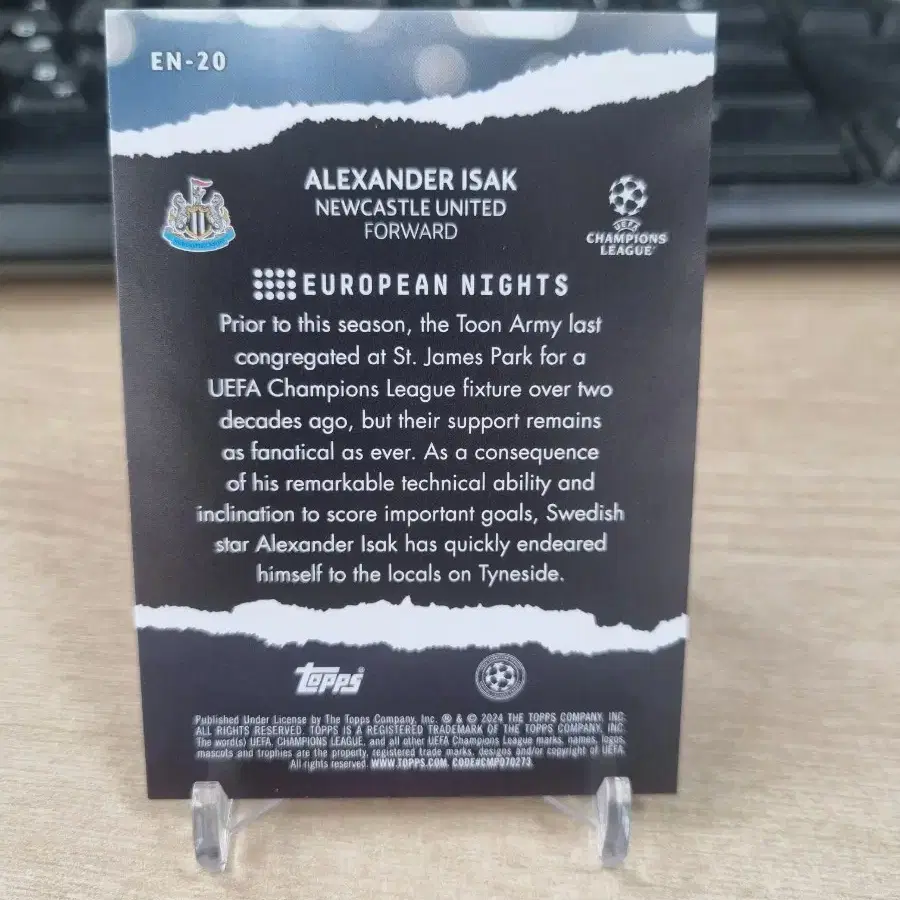 EN-20
ALEXANDER ISAK
NEWCASTLE UNITED
FORWARD
UEFA
CHAMPIONS
LEAGUE
EUROPEAN NIGHTS
Prior to this season, the Toon Army last
congregated at St. James Park for a
UEFA Champions League fixture over two
decades ago, but their support remains
as fanatical as ever. As a consequence
of his remarkable technical ability and
inclination to score important goals, Swedish
star Alexander Isak has quickly endeared
himself to the locals on Tyneside.
topps®
Published Under License by The Topps Company, Inc. ® & © 2024 THE TOPPS COMPANY, INC.
ALL RIGHTS RESERVED. TOPPS IS A REGISTERED TRADEMARK OF THE TOPPS COMPANY, INC.
The word(s) UEFA, CHAMPIONS LEAGUE, and all other UEFA Champions League marks, names, logos
mascots and trophies are the property, registered trade marks, designs and/or copyright of UEFA.
All rights reserved. WWW.TOPPS.COM CODE#CMP070273